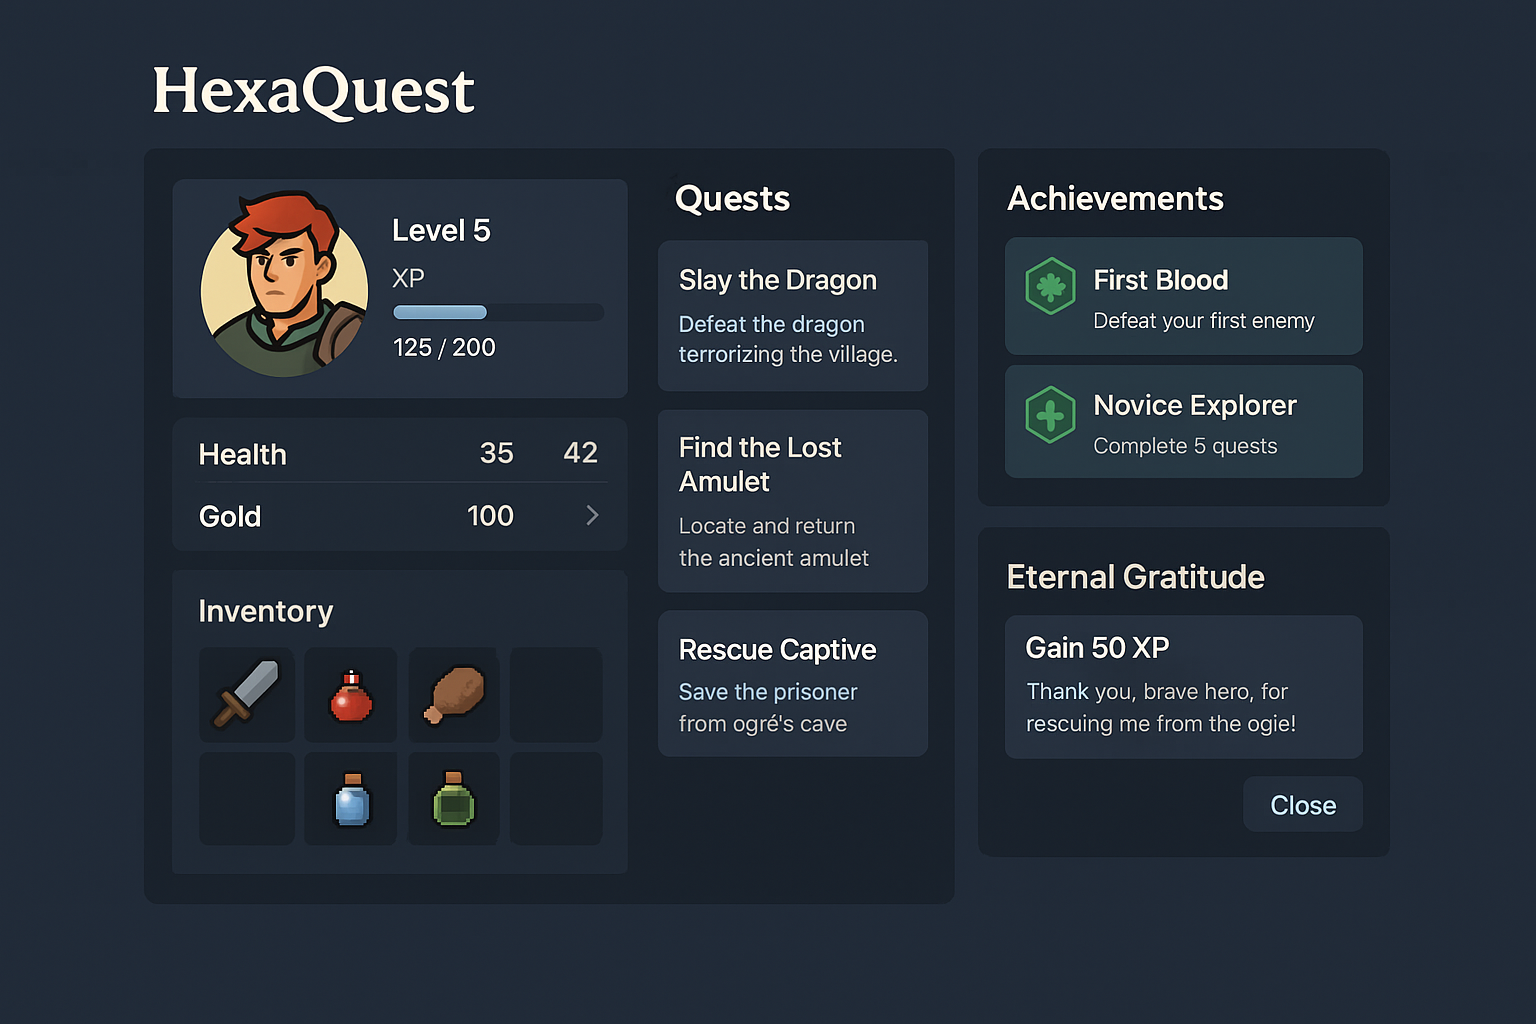 HexaQuest
Level 5
XP
125 / 200
Health 35 42
Gold 100
Inventory
Quests
Slay the Dragon
Defeat the dragon
terrorizing the village.
Find the Lost
Amulet
Locate and return
the ancient amulet
Rescue Captive
Save the prisoner
from ogré's cave
Achievements
First Blood
Defeat your first enemy
Novice Explorer
Complete 5 quests
Eternal Gratitude
Gain 50 XP
Thank you, brave hero, for
rescuing me from the ogie!
Close